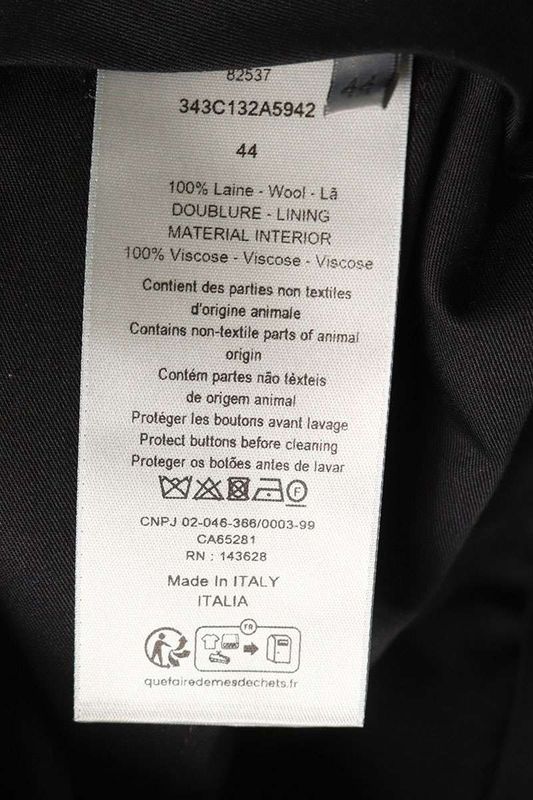 82537
44
343C132A5942
44
100% Laine - Wool - Lã
DOUBLURE - LINING
MATERIAL INTERIOR
100% Viscose - Viscose - Viscose
Contient des parties non textiles
d'origine animale
Contains non-textile parts of animal
origin
Contém partes não têxteis
de origem animal
Protéger les boutons avant lavage
Protect buttons before cleaning
Proteger os botões antes de lavar
F
CNPJ 02-046-366/0003-99
CA65281
RN : 143628
Made In ITALY
ITALIA
FR
quefairedemesdechets.fr